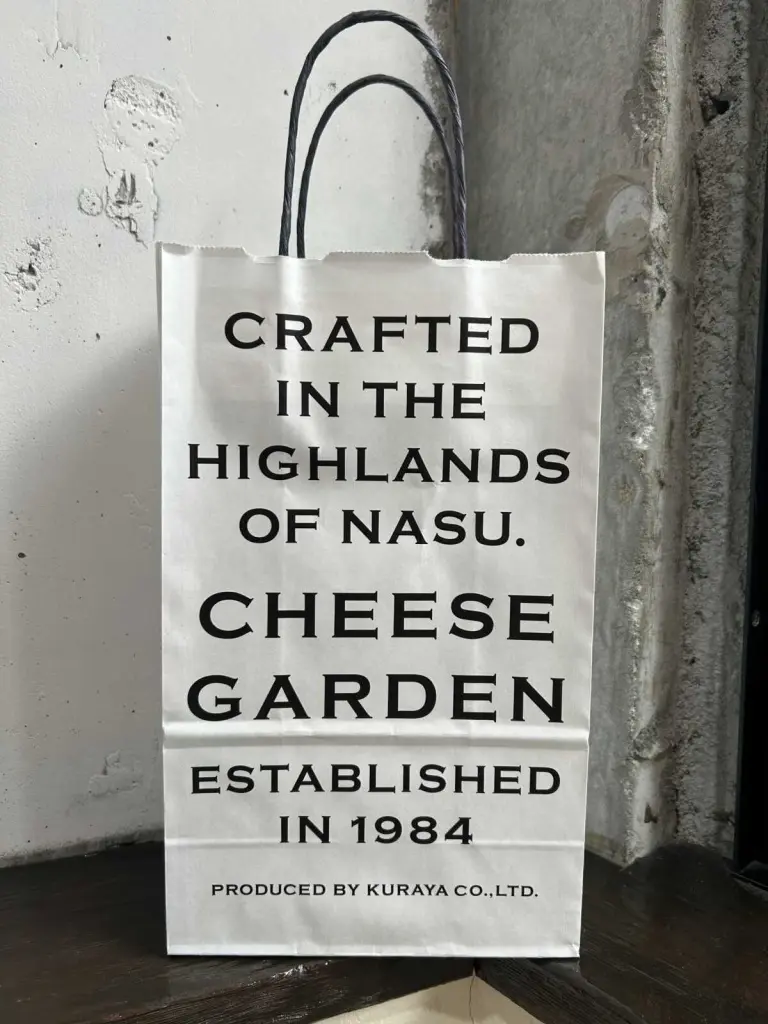 CRAFTED
IN THE
HIGHLANDS
OF NASU.
CHEESE
GARDEN
ESTABLISHED
IN 1984
PRODUCED BY KURAYA CO.,LTD.